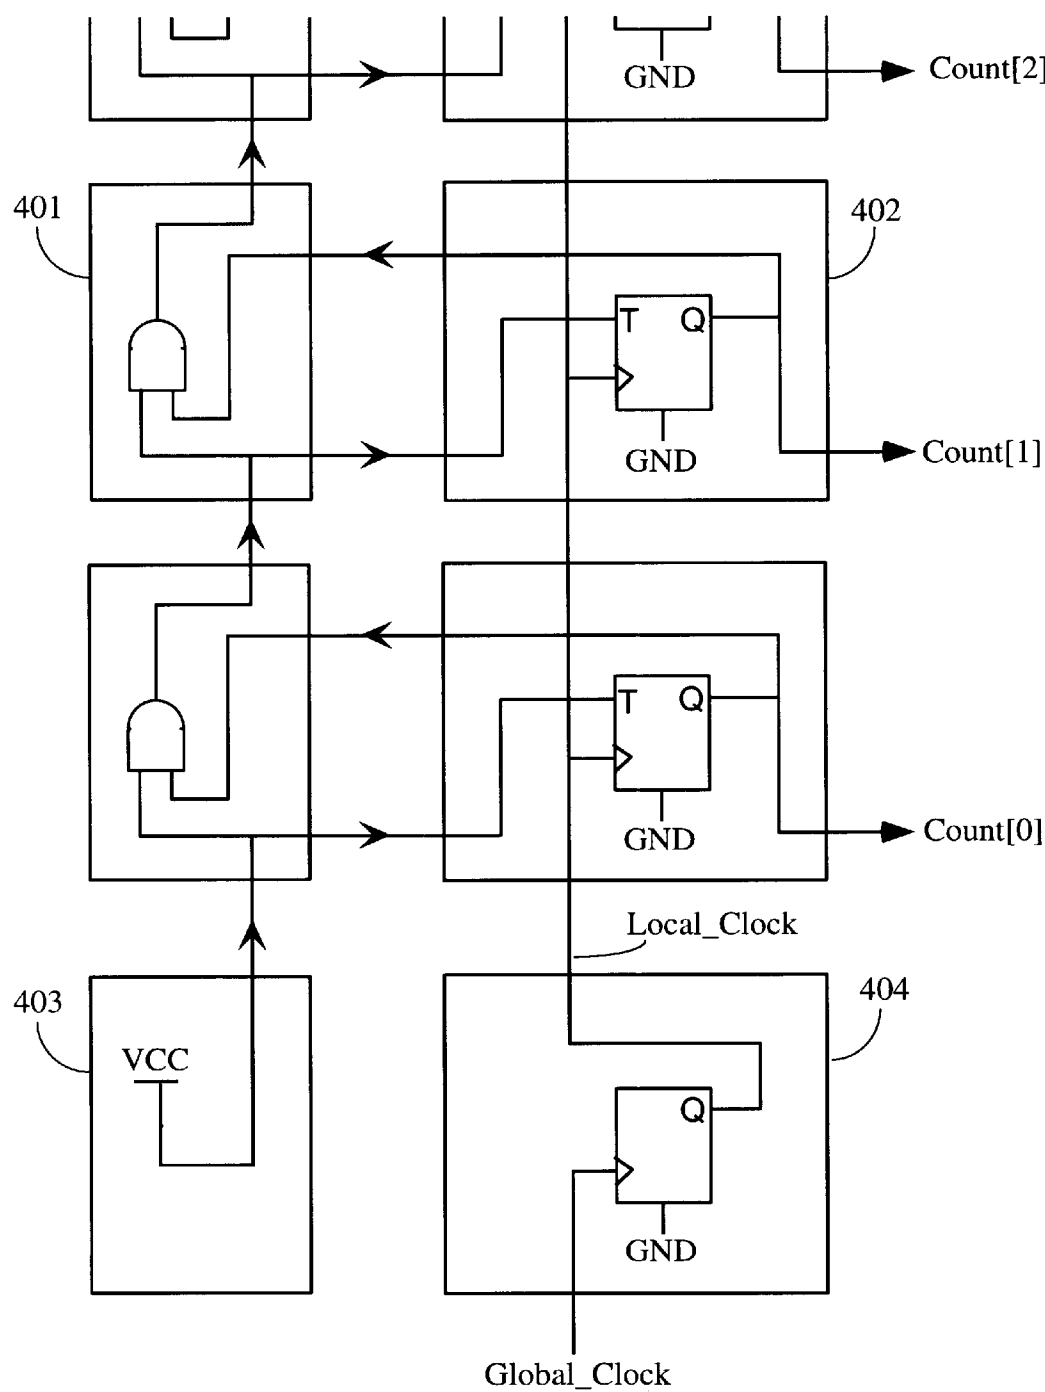 GND
Count[2]
401
402
T Q
GND
Count[1]
T Q
GND
Count[0]
Local_Clock
403
404
VCC
Q
GND
Global_Clock